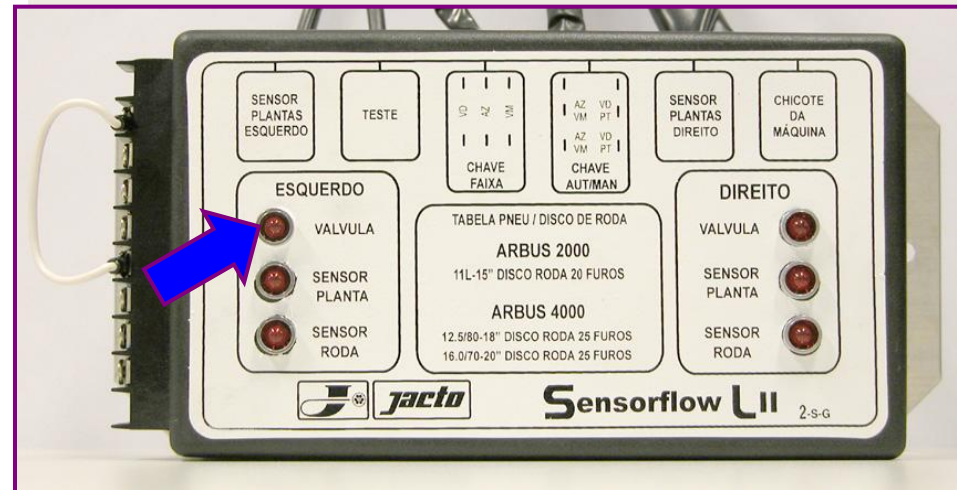 SENSOR
PLANTAS
ESQUERDO
TESTE
VD AZ VM
CHAVE
FAIXA
AZ VD
VM PT
AZ VD
VM PT
CHAVE
AUT/MAN
SENSOR
PLANTAS
DIREITO
CHICOTE
DA
MÁQUINA
ESQUERDO
VALVULA
SENSOR
PLANTA
SENSOR
RODA
TABELA PNEU / DISCO DE RODA
ARBUS 2000
11L-15" DISCO RODA 20 FUROS
ARBUS 4000
12.5/80-18" DISCO RODA 25 FUROS
16.0/70-20" DISCO RODA 25 FUROS
DIREITO
VALVULA
SENSOR
PLANTA
SENSOR
RODA
J Jacto
Sensorflow LII 2-S-G